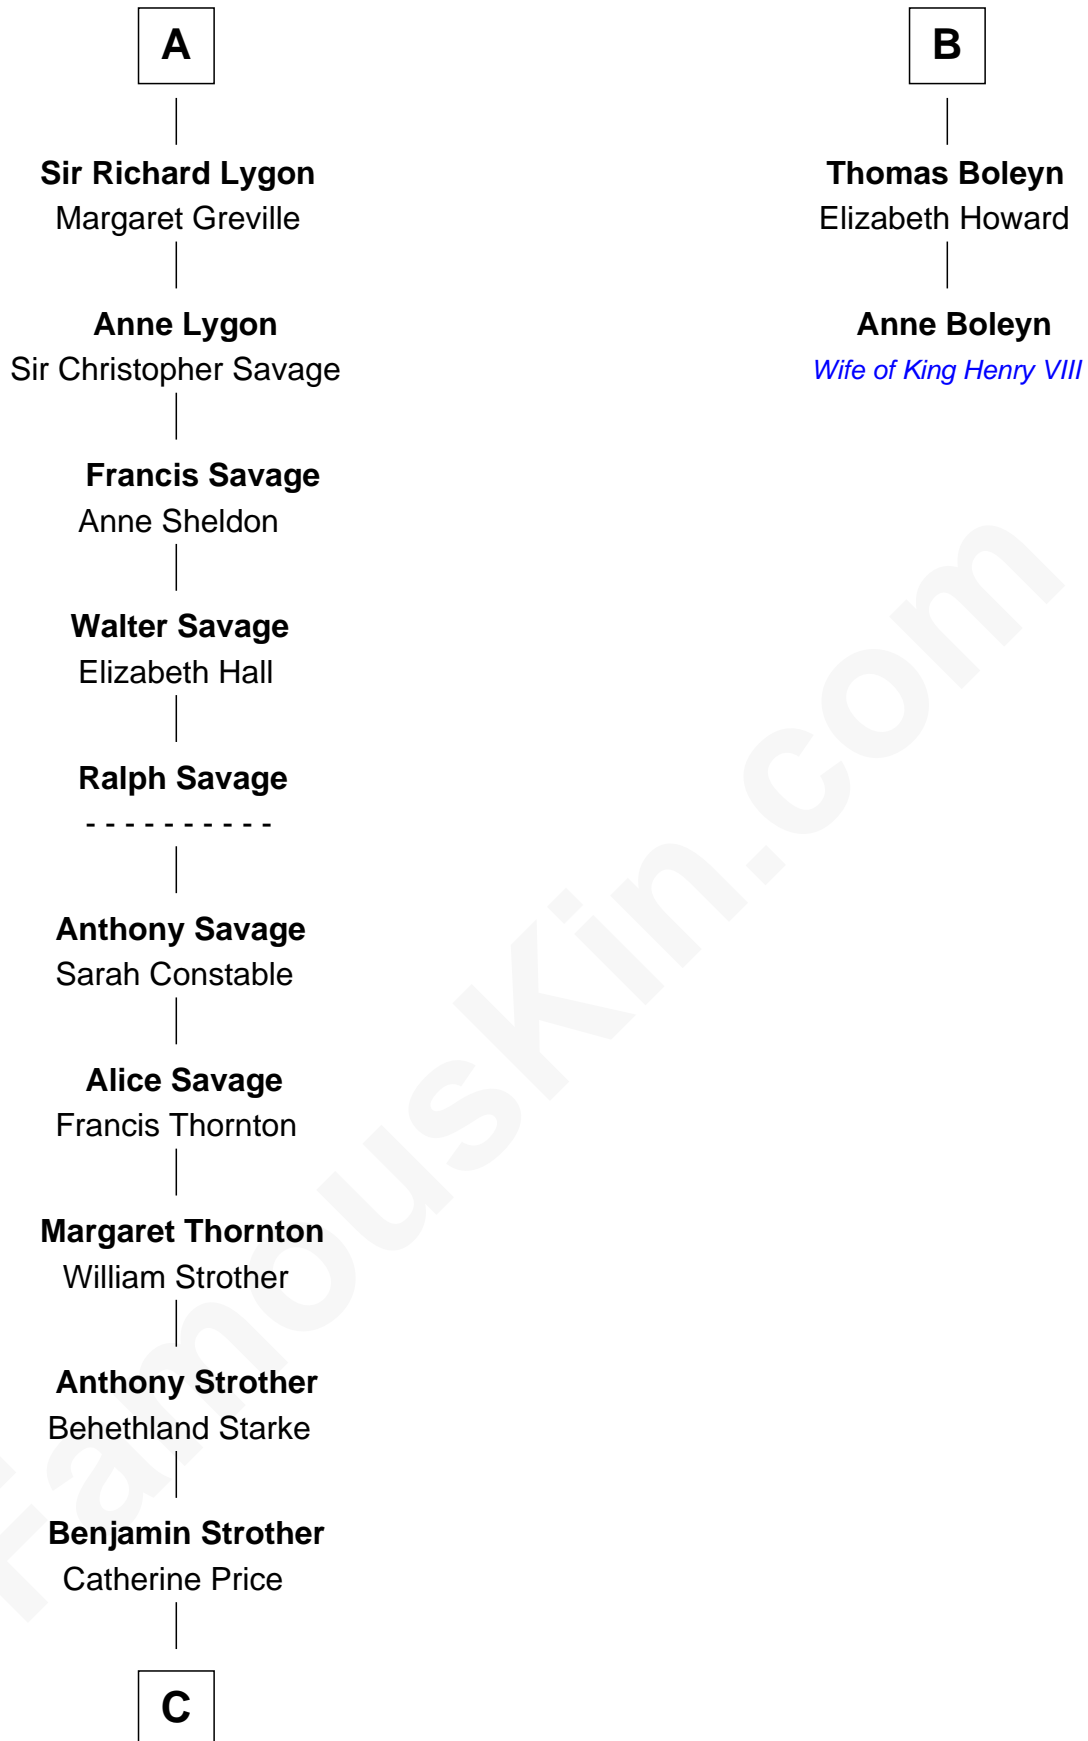 A
Sir Richard Lygon
Margaret Greville
Anne Lygon
Sir Christopher Savage
Francis Savage
Anne Sheldon
Walter Savage
Elizabeth Hall
Ralph Savage
- - - - - - - - - -
Anthony Savage
Sarah Constable
Alice Savage
Francis Thornton
Margaret Thornton
William Strother
Anthony Strother
Behethland Starke
Benjamin Strother
Catherine Price
C
B
Thomas Boleyn
Elizabeth Howard
Anne Boleyn
Wife of King Henry VIII
FamousKin.com